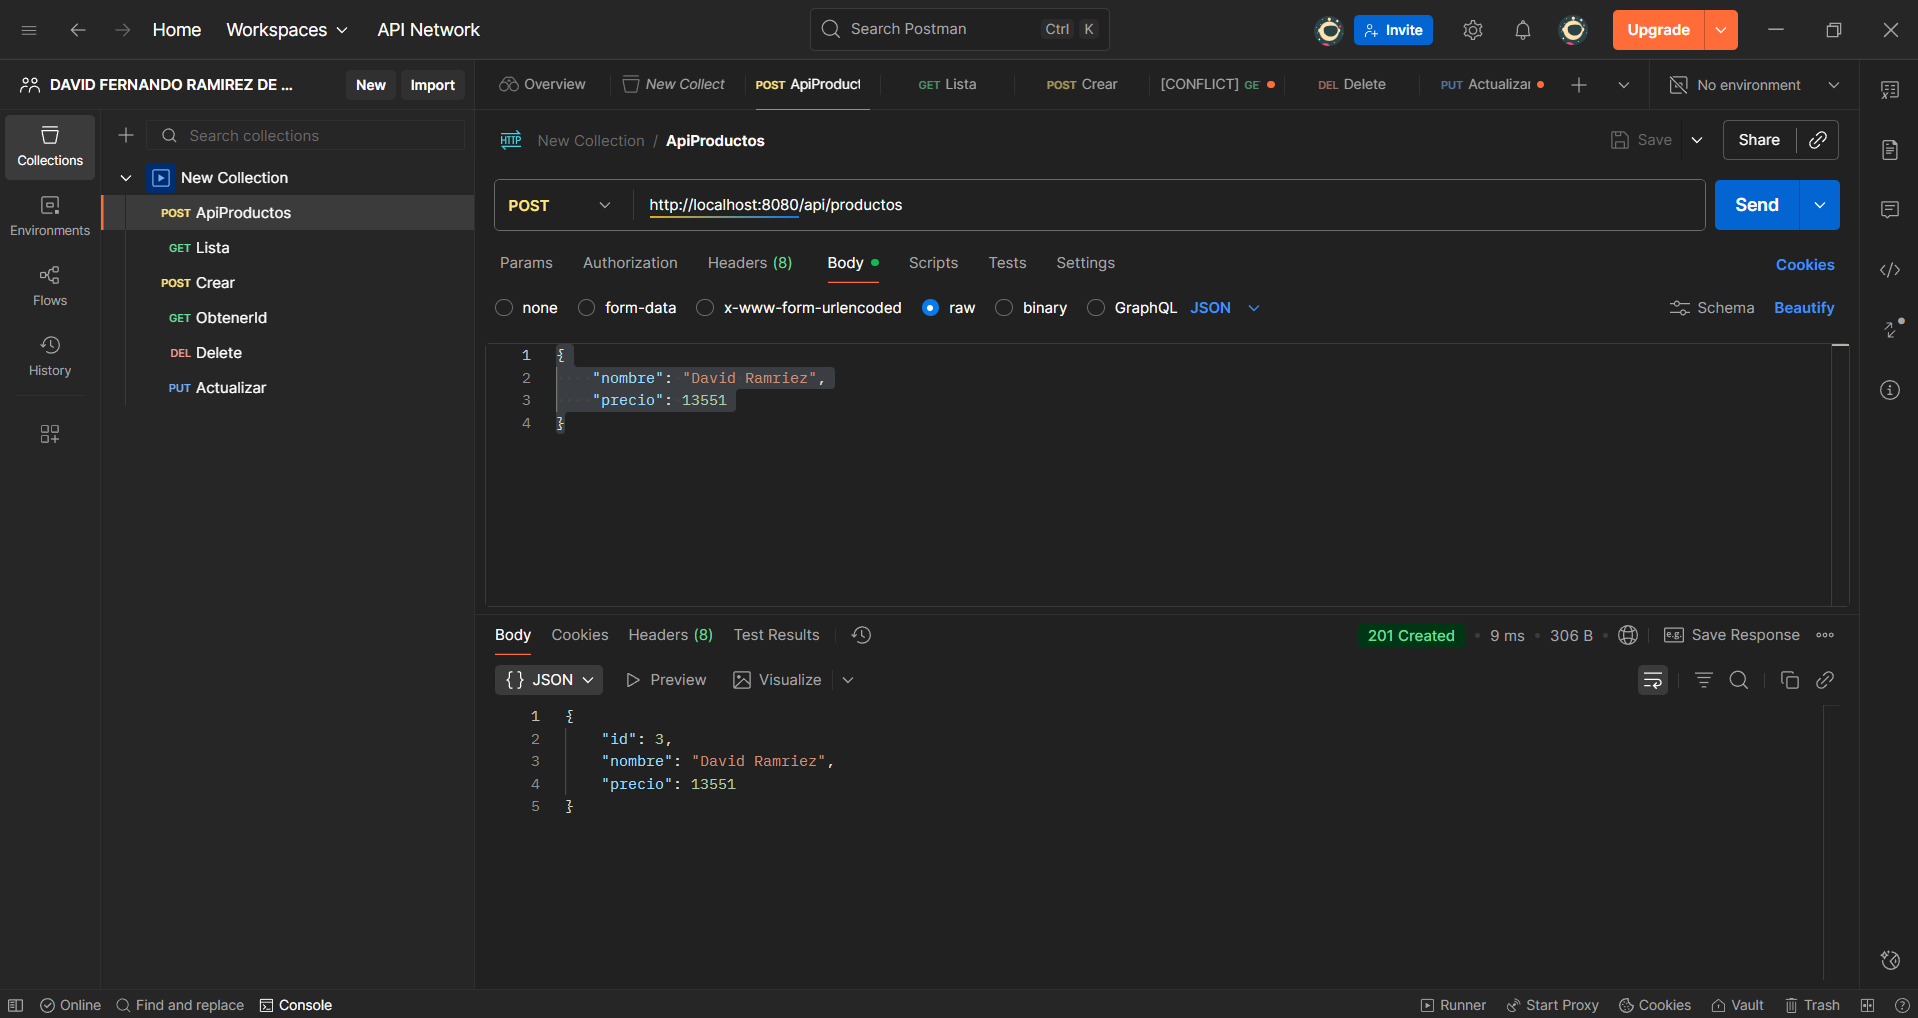 Home Workspaces API Network Search Postman Ctrl K Invite Upgrade
DAVID FERNANDO RAMIREZ DE ... New Import Overview New Collect POST ApiProduct GET Lista POST Crear [CONFLICT] GE DEL Delete PUT Actualizar No environment
Collections
Environments
Flows
History
Search collections
New Collection
POST ApiProductos
GET Lista
POST Crear
GET ObtenerId
DEL Delete
PUT Actualizar
HTTP New Collection / ApiProductos Save Share
POST http://localhost:8080/api/productos Send
Params Authorization Headers (8) Body Scripts Tests Settings Cookies
none form-data x-www-form-urlencoded raw binary GraphQL JSON Schema Beautify
1 {
2 "nombre": "David Ramriez",
3 "precio": 13551
4 }
Body Cookies Headers (8) Test Results 201 Created • 9 ms • 306 B • e.g. Save Response
{} JSON Preview Visualize
1 {
2 "id": 3,
3 "nombre": "David Ramriez",
4 "precio": 13551
5 }
Online Find and replace Console Runner Start Proxy Cookies Vault Trash